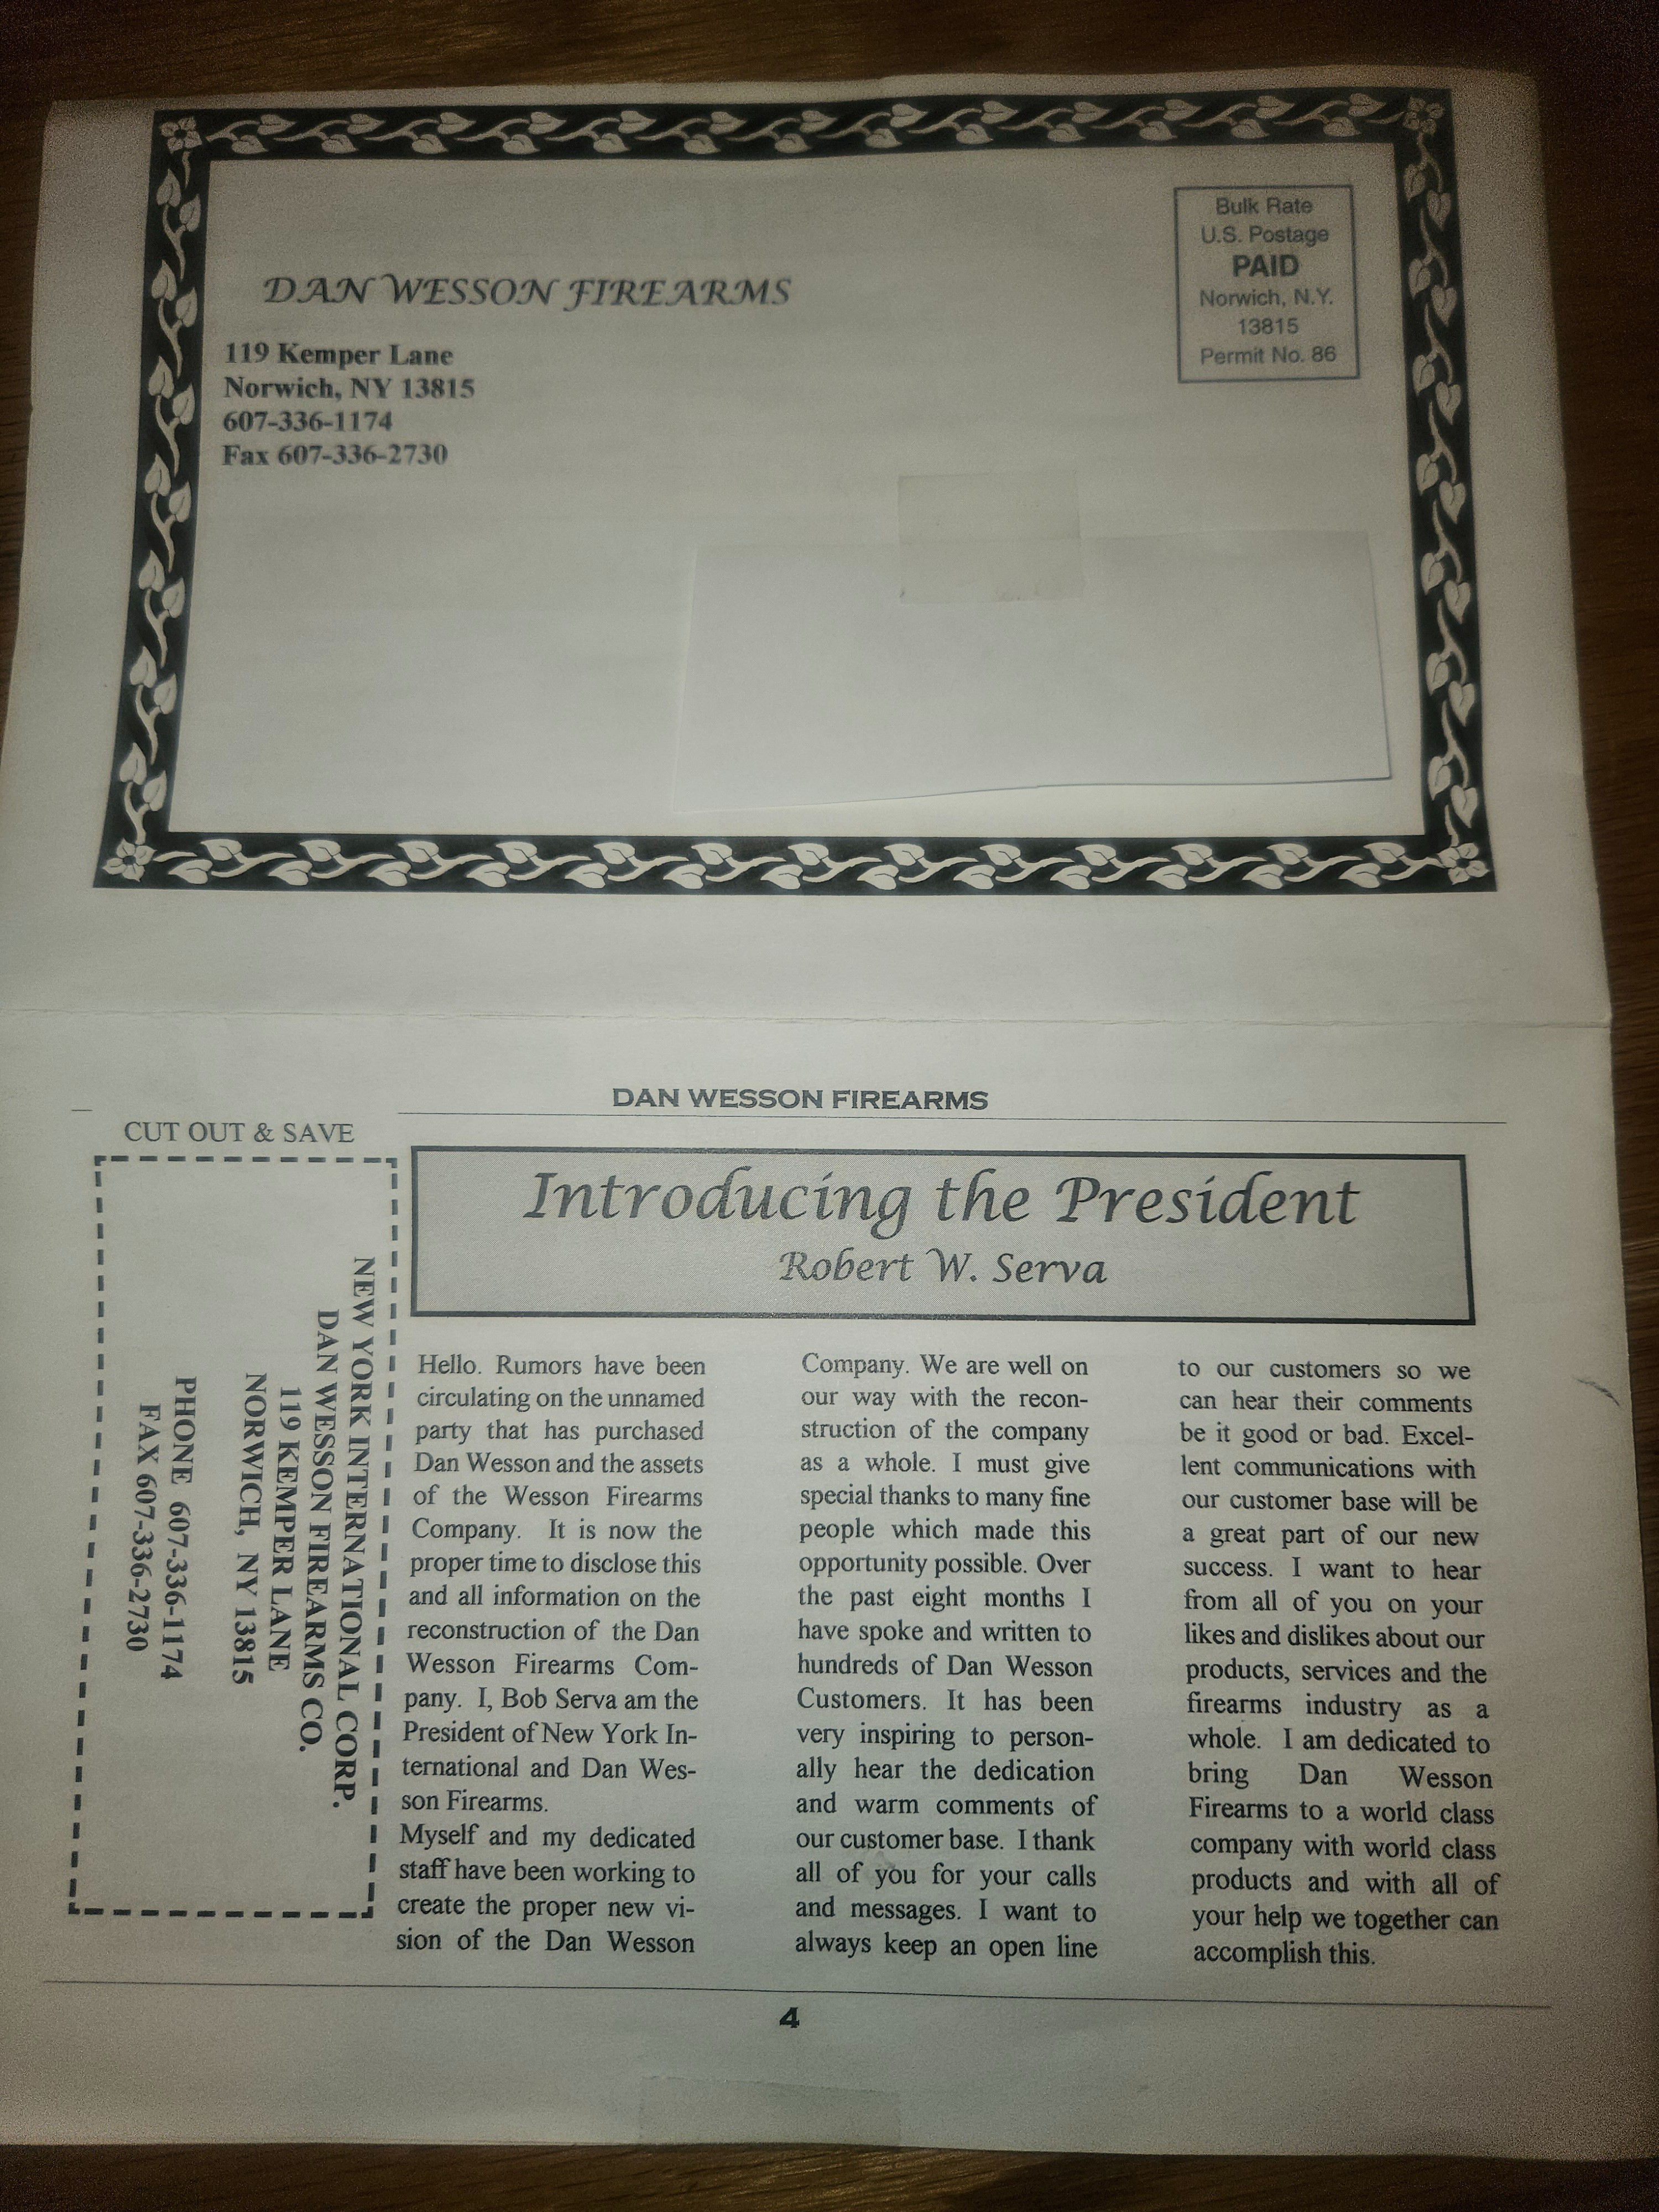 DAN WESSON FIREARMS
119 Kemper Lane
Norwich, NY 13815
607-336-1174
Fax 607-336-2730
Bulk Rate
U.S. Postage
PAID
Norwich, N.Y.
13815
Permit No. 86
DAN WESSON FIREARMS
CUT OUT & SAVE
NEW YORK INTERNATIONAL CORP.
DAN WESSON FIREARMS CO.
119 KEMPER LANE
NORWICH, NY 13815
PHONE 607-336-1174
FAX 607-336-2730
Introducing the President
Robert W. Serva
Hello. Rumors have been
circulating on the unnamed
party that has purchased
Dan Wesson and the assets
of the Wesson Firearms
Company. It is now the
proper time to disclose this
and all information on the
reconstruction of the Dan
Wesson Firearms Com-
pany. I, Bob Serva am the
President of New York In-
ternational and Dan Wes-
son Firearms.
Myself and my dedicated
staff have been working to
create the proper new vi-
sion of the Dan Wesson
Company. We are well on
our way with the recon-
struction of the company
as a whole. I must give
special thanks to many fine
people which made this
opportunity possible. Over
the past eight months I
have spoke and written to
hundreds of Dan Wesson
Customers. It has been
very inspiring to person-
ally hear the dedication
and warm comments of
our customer base. I thank
all of you for your calls
and messages. I want to
always keep an open line
to our customers so we
can hear their comments
be it good or bad. Excel-
lent communications with
our customer base will be
a great part of our new
success. I want to hear
from all of you on your
likes and dislikes about our
products, services and the
firearms industry as a
whole. I am dedicated to
bring Dan Wesson
Firearms to a world class
company with world class
products and with all of
your help we together can
accomplish this.
4